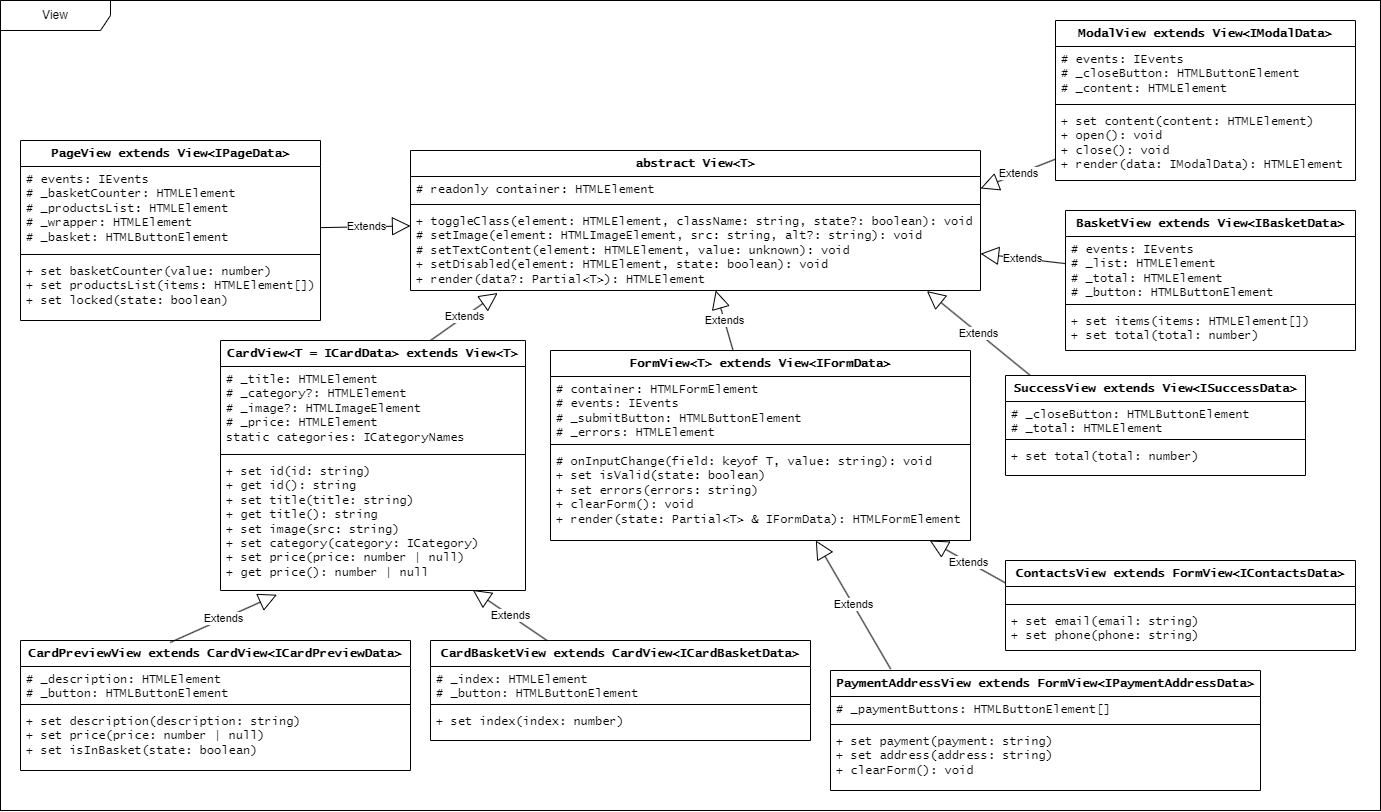 View
ModalView extends View<IModalData>
# events: IEvents
# _closeButton: HTMLButtonElement
# _content: HTMLElement
+ set content(content: HTMLElement)
+ open(): void
+ close(): void
+ render(data: IModalData): HTMLElement
PageView extends View<IPageData>
# events: IEvents
# _basketCounter: HTMLElement
# _productsList: HTMLElement
# _wrapper: HTMLElement
# _basket: HTMLButtonElement
+ set basketCounter(value: number)
+ set productsList(items: HTMLElement[])
+ set locked(state: boolean)
Extends
abstract View<T>
# readonly container: HTMLElement
+ toggleClass(element: HTMLElement, className: string, state?: boolean): void
# setImage(element: HTMLImageElement, src: string, alt?: string): void
# setTextContent(element: HTMLElement, value: unknown): void
+ setDisabled(element: HTMLElement, state: boolean): void
+ render(data?: Partial<T>): HTMLElement
Extends
BasketView extends View<IBasketData>
# events: IEvents
# _list: HTMLElement
# _total: HTMLElement
# _button: HTMLButtonElement
+ set items(items: HTMLElement[])
+ set total(total: number)
Extends
Extends
Extends
Extends
CardView<T = ICardData> extends View<T>
# _title: HTMLElement
# _category?: HTMLElement
# _image?: HTMLImageElement
# _price: HTMLElement
static categories: ICategoryNames
+ set id(id: string)
+ get id(): string
+ set title(title: string)
+ get title(): string
+ set image(src: string)
+ set category(category: ICategory)
+ set price(price: number | null)
+ get price(): number | null
FormView<T> extends View<IFormData>
# container: HTMLFormElement
# events: IEvents
# _submitButton: HTMLButtonElement
# _errors: HTMLElement
# onInputChange(field: keyof T, value: string): void
+ set isValid(state: boolean)
+ set errors(errors: string)
+ clearForm(): void
+ render(state: Partial<T> & IFormData): HTMLFormElement
SuccessView extends View<ISuccessData>
# _closeButton: HTMLButtonElement
# _total: HTMLElement
+ set total(total: number)
Extends
ContactsView extends FormView<IContactsData>
+ set email(email: string)
+ set phone(phone: string)
Extends
Extends
Extends
CardPreviewView extends CardView<ICardPreviewData>
# _description: HTMLElement
# _button: HTMLButtonElement
+ set description(description: string)
+ set price(price: number | null)
+ set isInBasket(state: boolean)
CardBasketView extends CardView<ICardBasketData>
# _index: HTMLElement
# _button: HTMLButtonElement
+ set index(index: number)
PaymentAddressView extends FormView<IPaymentAddressData>
# _paymentButtons: HTMLButtonElement[]
+ set payment(payment: string)
+ set address(address: string)
+ clearForm(): void